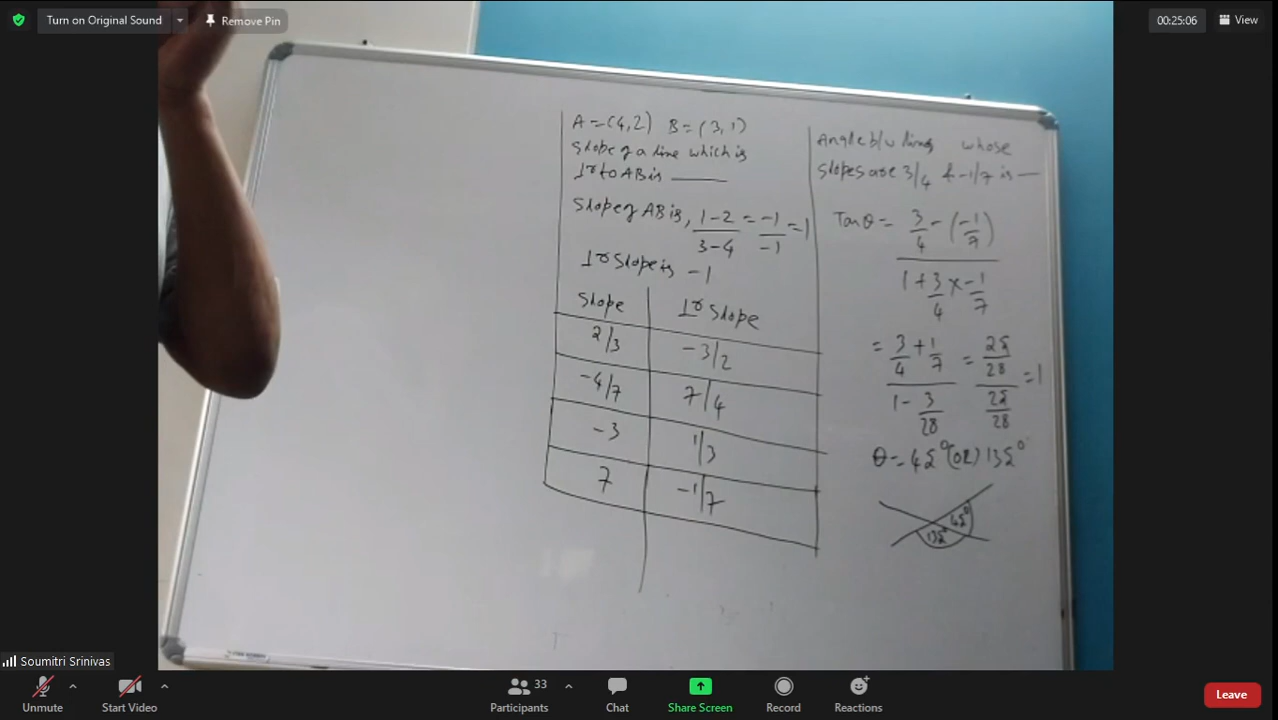 Turn on Original Sound
Remove Pin
00:25:06
View
A = (4,2) B = (3,1)
Slope of a line which is
⊥r to AB is ____
Slope of AB is, 1-2/3-4 = -1/-1 = 1
⊥r Slope is -1
Slope ⊥r Slope
2/3 -3/2
-4/7 7/4
-3 1/3
7 -1/7
Angle b/w lines whose
slopes are 3/4 & -1/7 is —
Tanθ = 3/4 - (-1/7)
1 + 3/4 × -1/7
= 3/4 + 1/7 = 25/28
1 - 3/28 25/28 = 1
θ = 45° (OR) 135°
45°
135°
Soumitri Srinivas
Unmute
Start Video
33
Participants
Chat
Share Screen
Record
Reactions
Leave